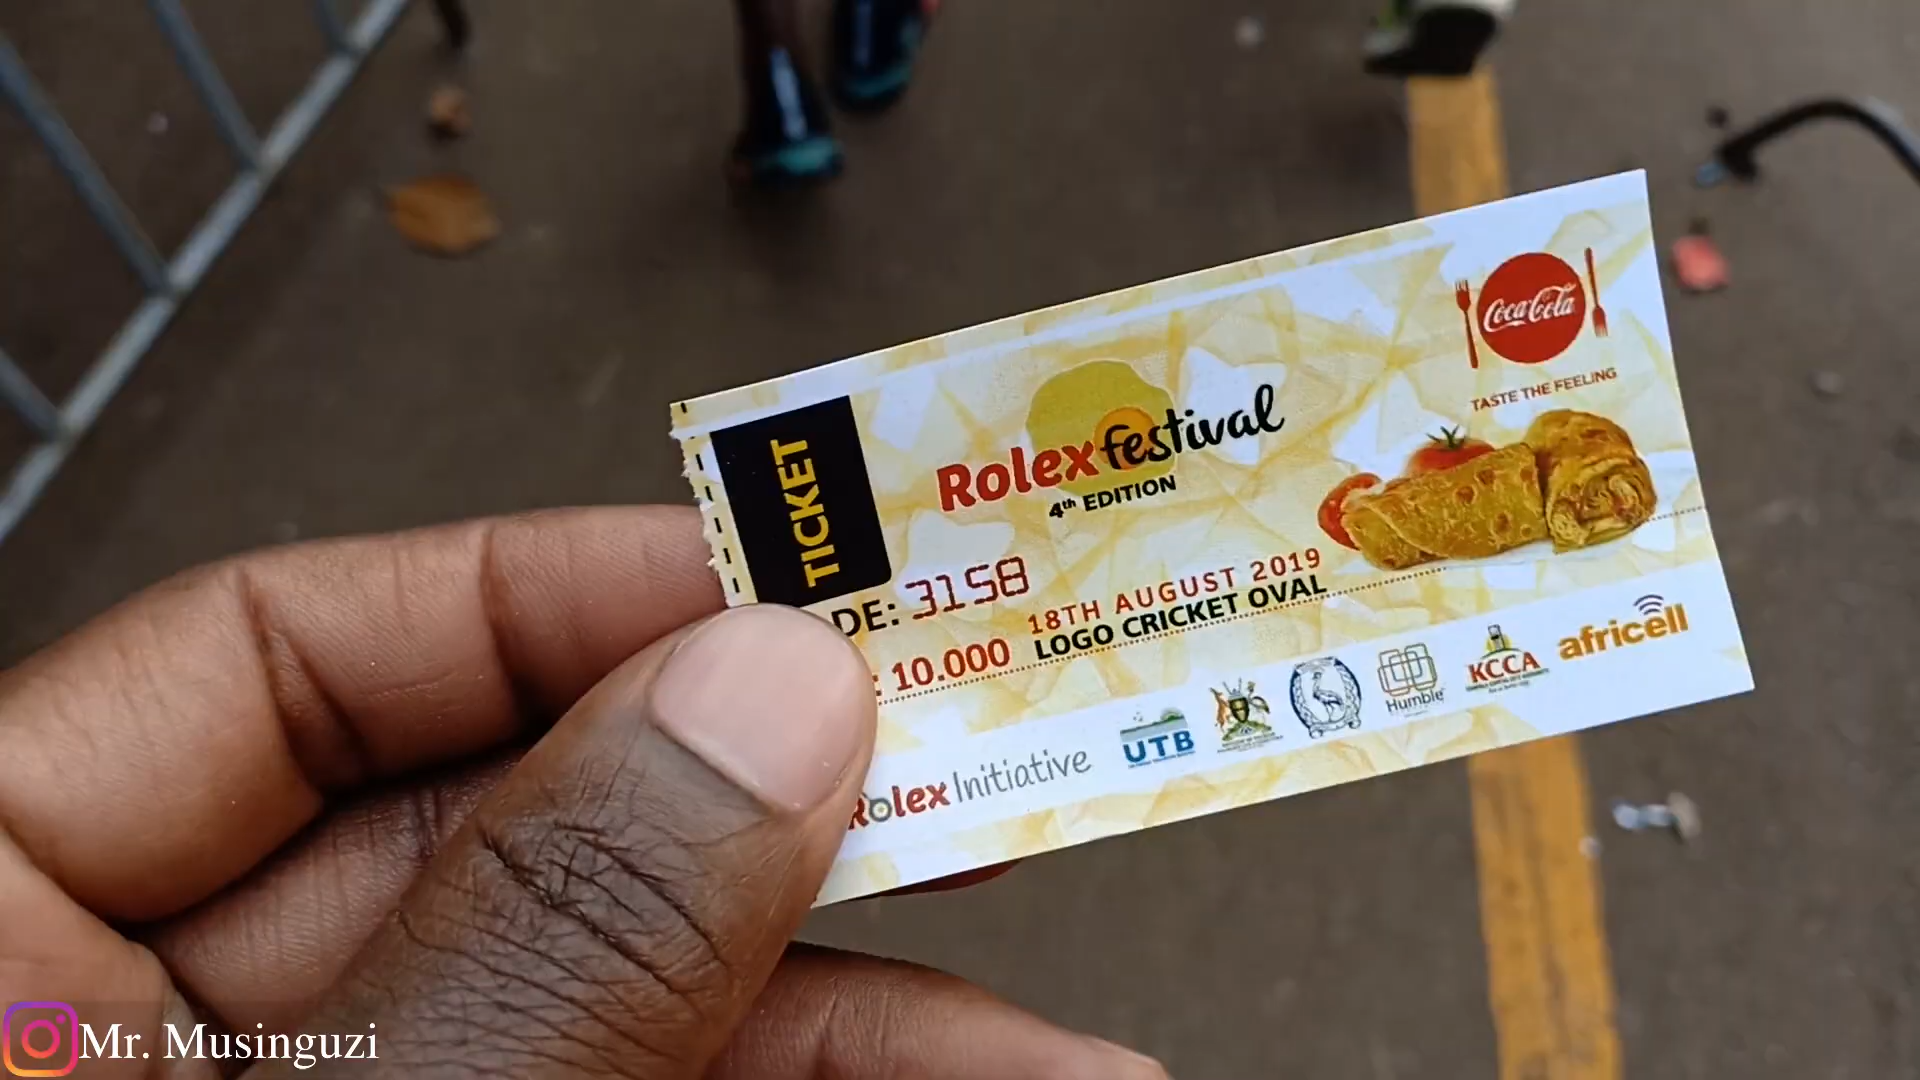 TICKET
Rolex festival
4th EDITION
DE: 3158
: 10.000
18TH AUGUST 2019
LOGO CRICKET OVAL
Coca-Cola
TASTE THE FEELING
Rolex Initiative
UTB
Humble
KCCA
africell
Mr. Musinguzi